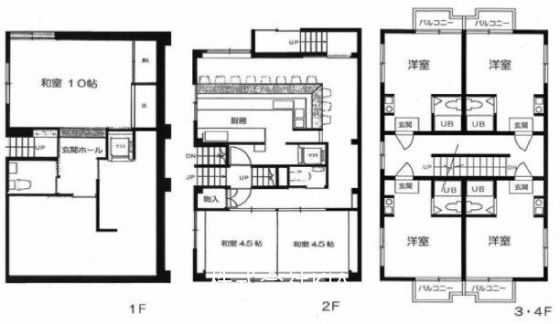 和室 10帖
UP
玄関ホール
1F
UP
厨房
DN
UP
UP
物入
和室 4.5帖
和室 4.5帖
2F
バルコニー
バルコニー
洋室
洋室
玄関
UB
UB
玄関
UP
DN
玄関
UB
UB
玄関
洋室
洋室
バルコニー
バルコニー
3・4F